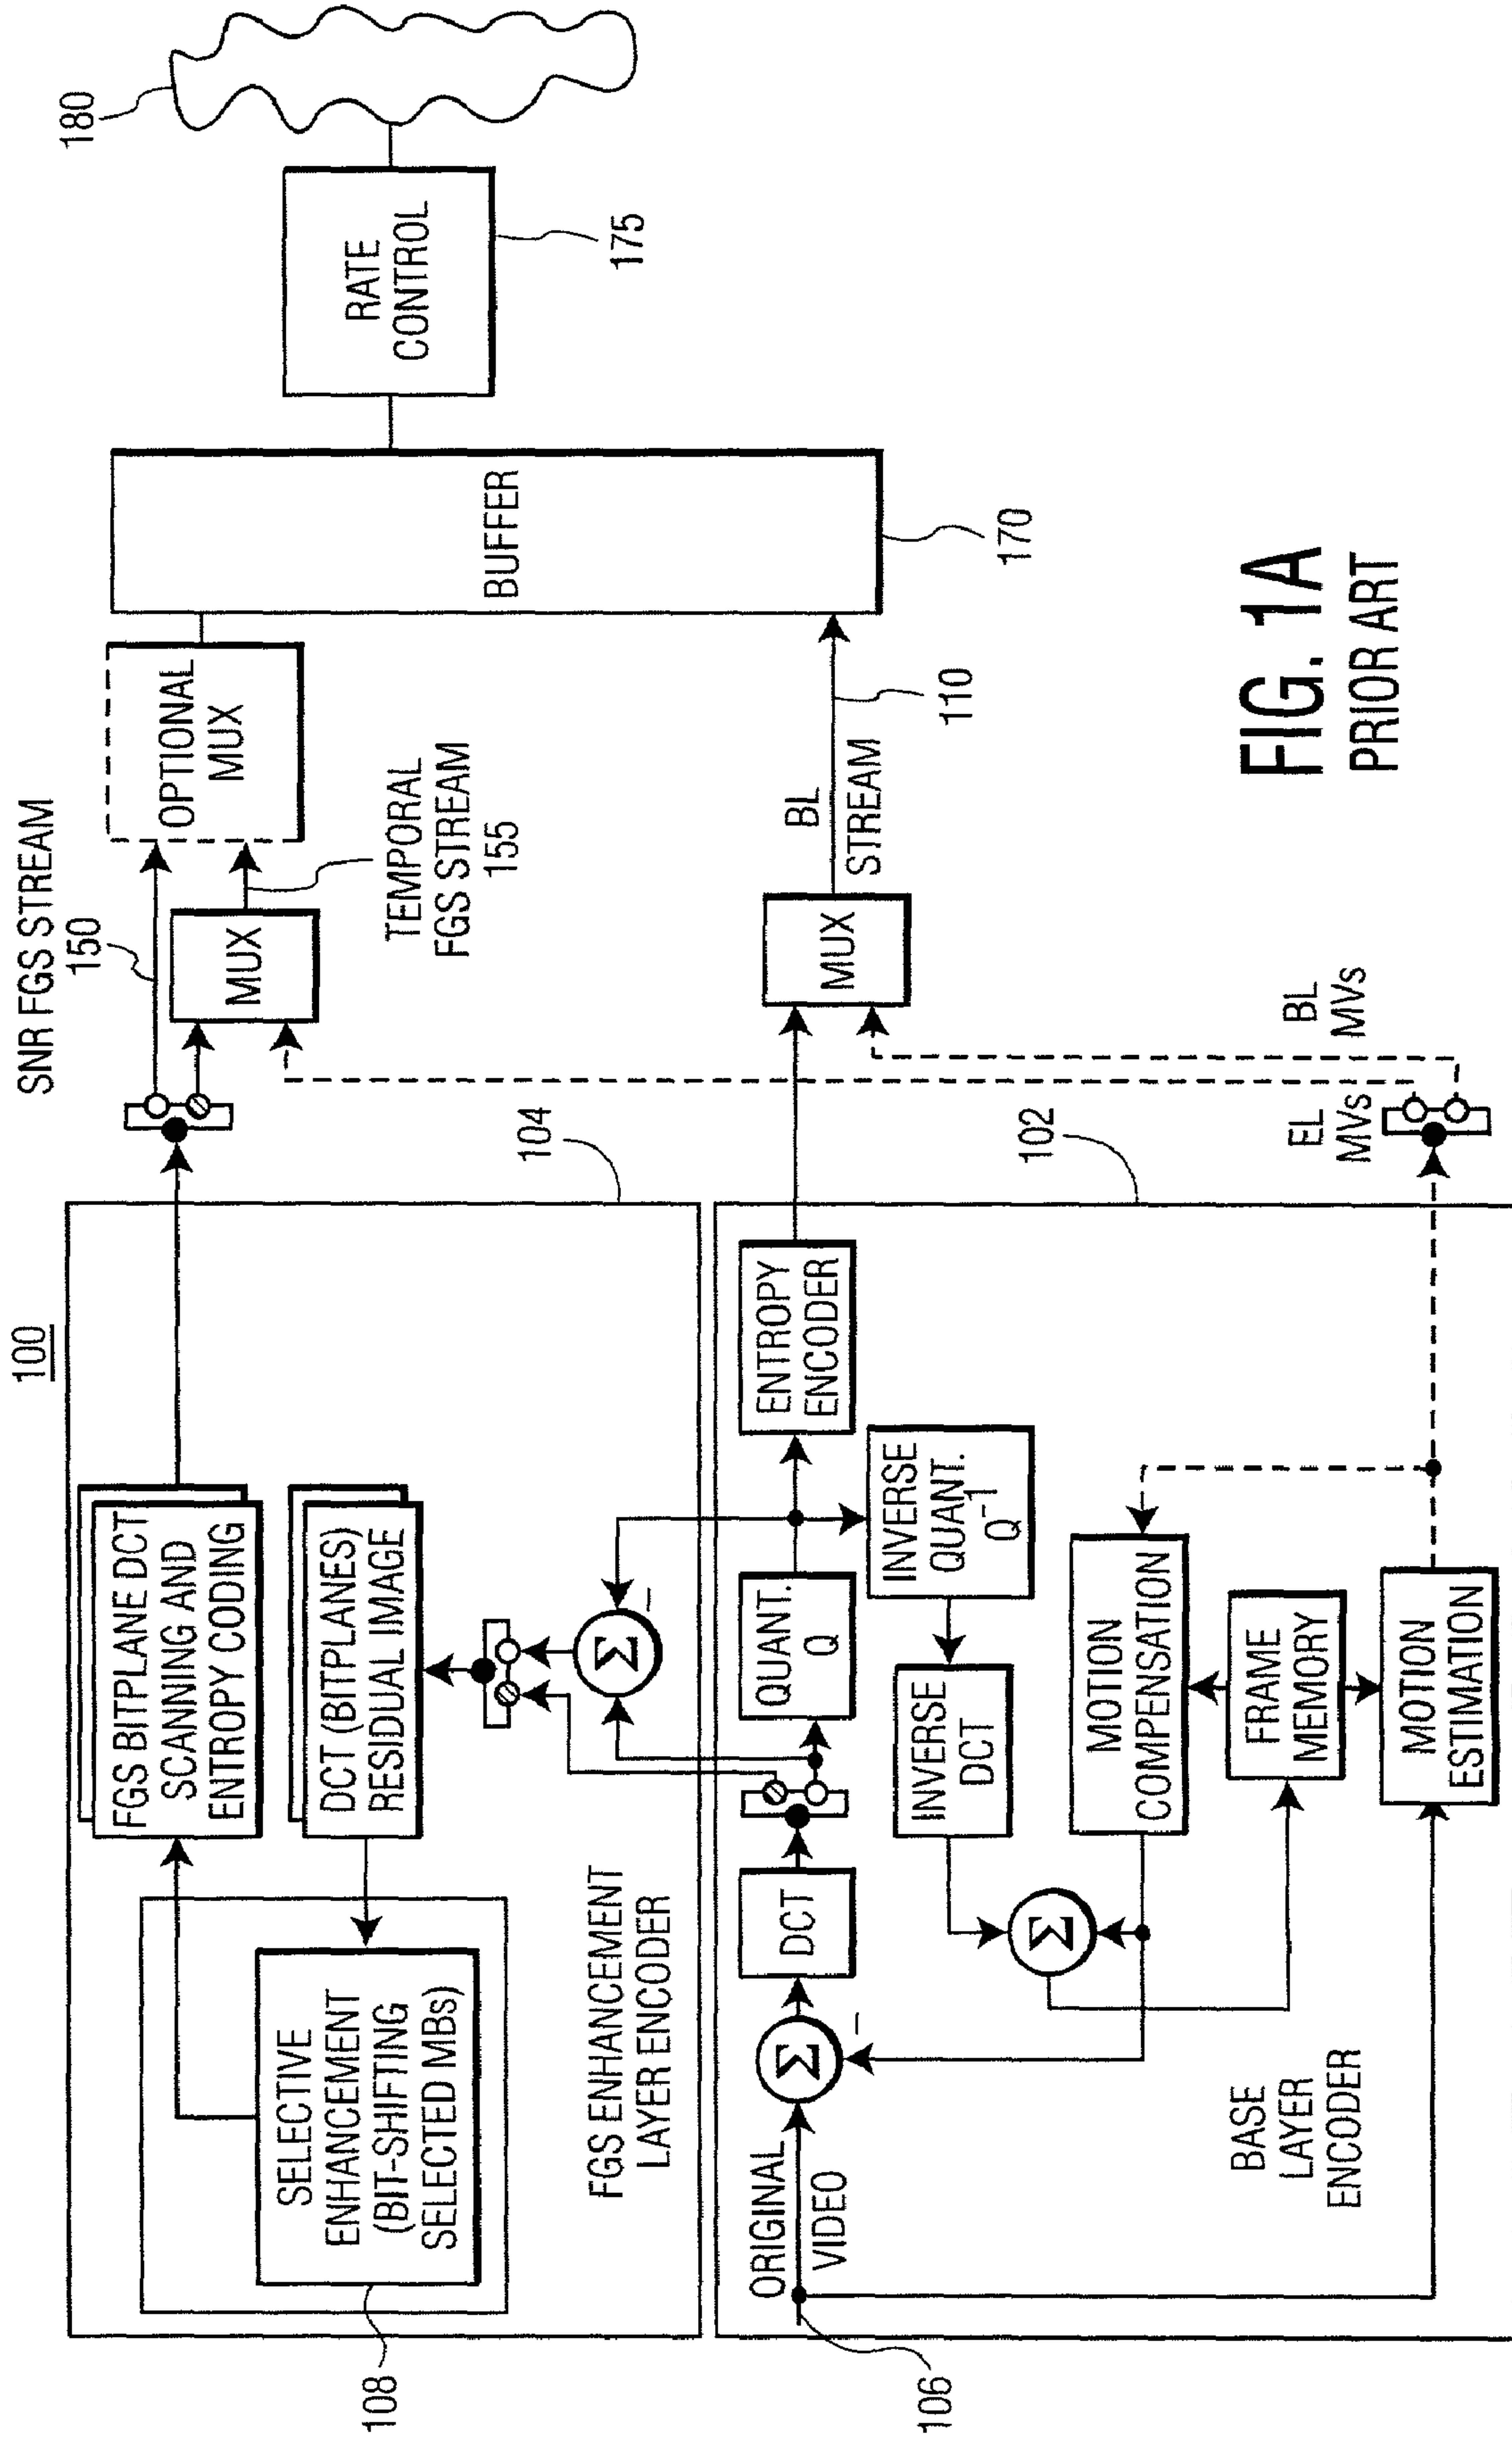 100
SNR FGS STREAM
150
180
FGS BITPLANE DCT
SCANNING AND
ENTROPY CODING
SELECTIVE
ENHANCEMENT
(BIT-SHIFTING
SELECTED MBs)
108
DCT (BITPLANES)
RESIDUAL IMAGE
FGS ENHANCEMENT
LAYER ENCODER
Σ
–
104
MUX
OPTIONAL
MUX
TEMPORAL
FGS STREAM
155
BUFFER
170
RATE
CONTROL
175
ORIGINAL
VIDEO
106
Σ
–
DCT
QUANT.
Q
ENTROPY
ENCODER
INVERSE
QUANT.
Q-1
INVERSE
DCT
Σ
MOTION
COMPENSATION
FRAME
MEMORY
MOTION
ESTIMATION
BASE
LAYER
ENCODER
102
MUX
BL
STREAM
110
EL
MVs
BL
MVs
FIG. 1A
PRIOR ART